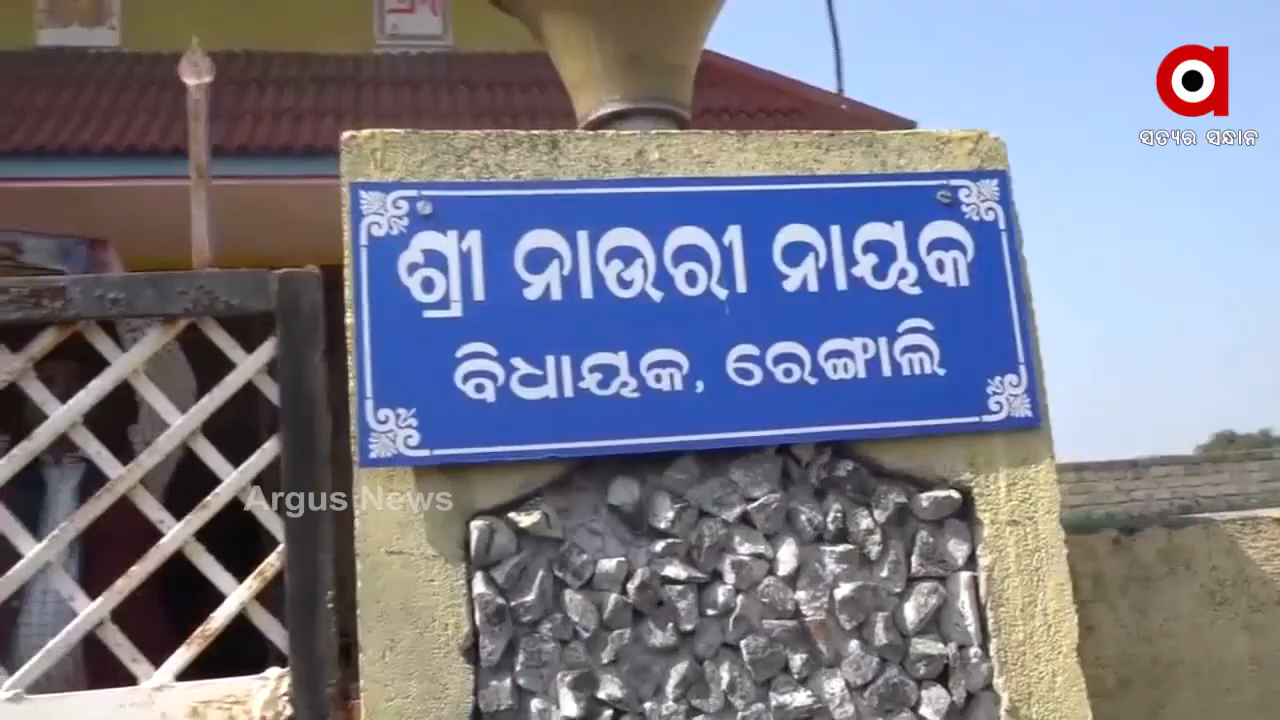 ସତ୍ୟର ସନ୍ଧାନ
ଶ୍ରୀ ନାଉରୀ ନାୟକ
ବିଧାୟକ, ରେଙ୍ଗାଲି
Argus News